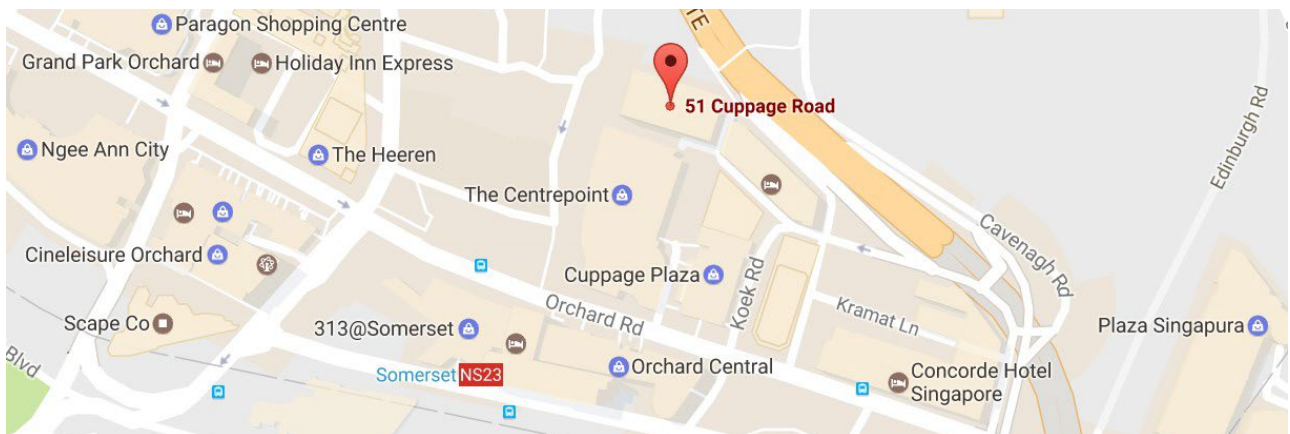 Paragon Shopping Centre
TE
Grand Park Orchard
Holiday Inn Express
51 Cuppage Road
Edinburgh Rd
Ngee Ann City
The Heeren
The Centrepoint
Cineleisure Orchard
Cavenagh Rd
Cuppage Plaza
Koek Rd
Orchard Rd
Kramat Ln
Scape Co
313@Somerset
Plaza Singapura
Blvd
Somerset NS23
Orchard Central
Concorde Hotel
Singapore